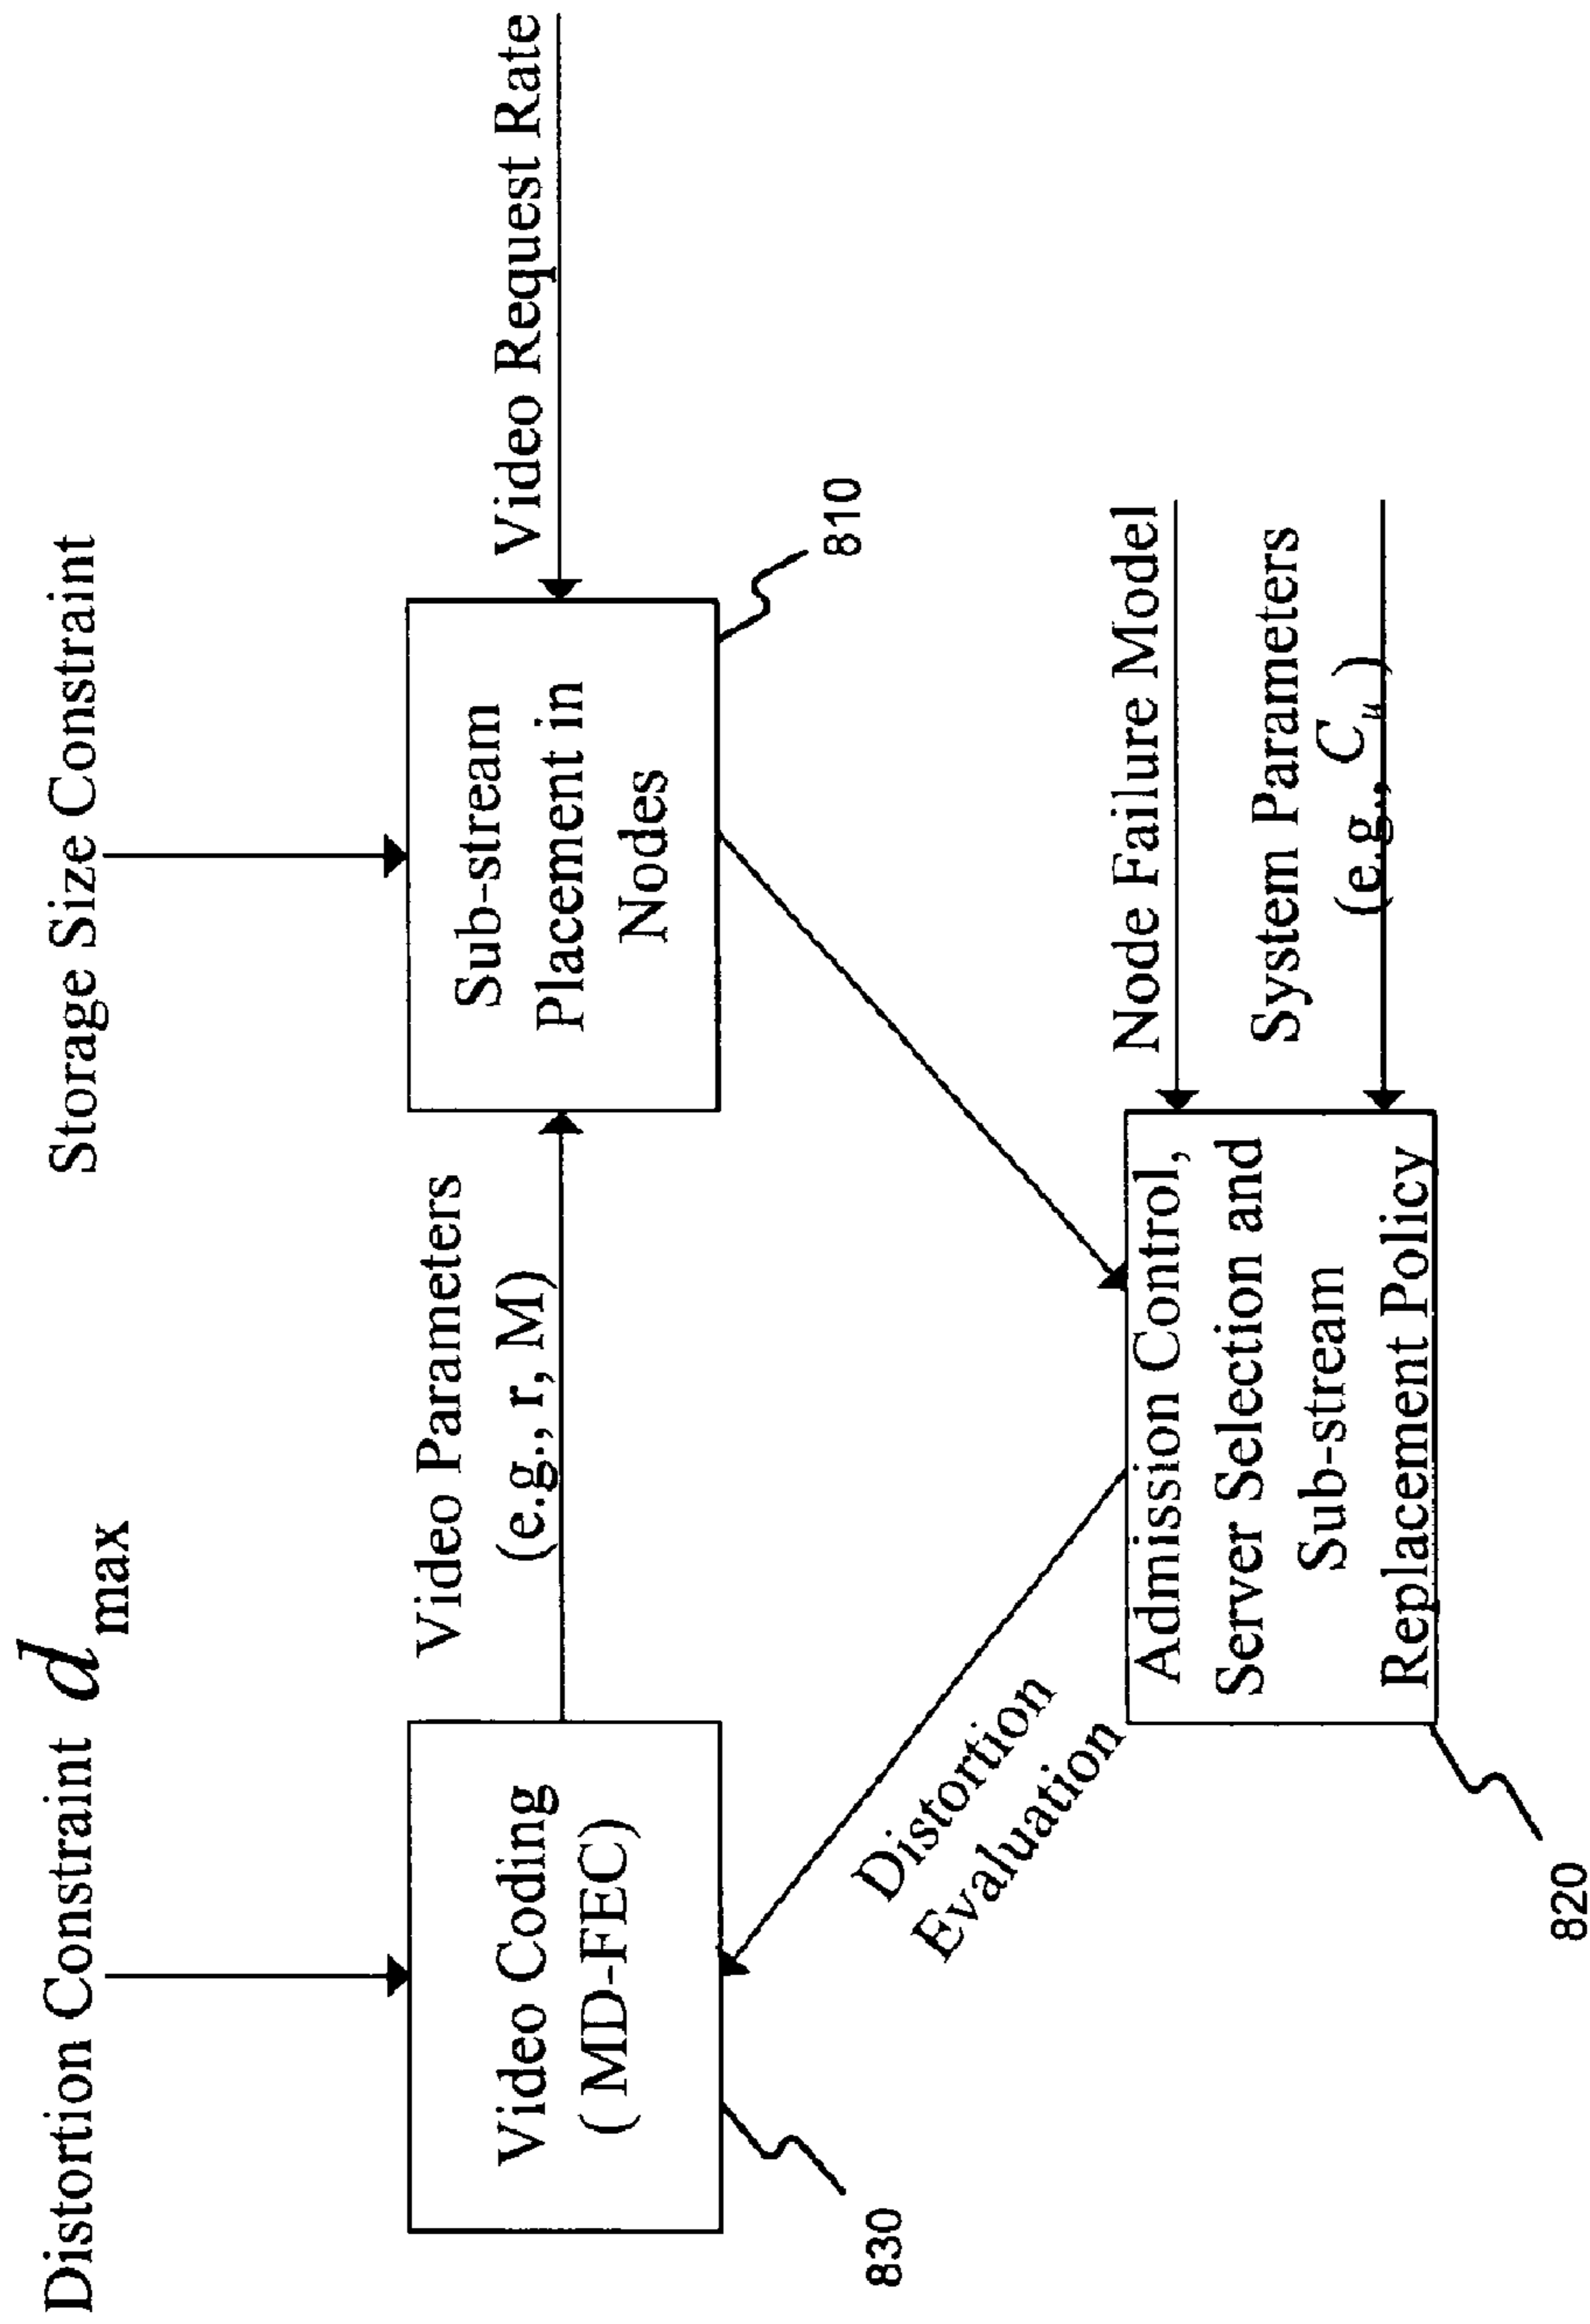 Distortion Constraint d max
Storage Size Constraint
Video Parameters
(e.g., r, M)
Video Request Rate
Video Coding
( MD-FEC)
Sub-stream
Placement in
Nodes
830
810
Distortion
Evaluation
Node Failure Model
System Parameters
(e.g., C u )
Admission Control,
Server Selection and
Sub-stream
Replacement Policy
820